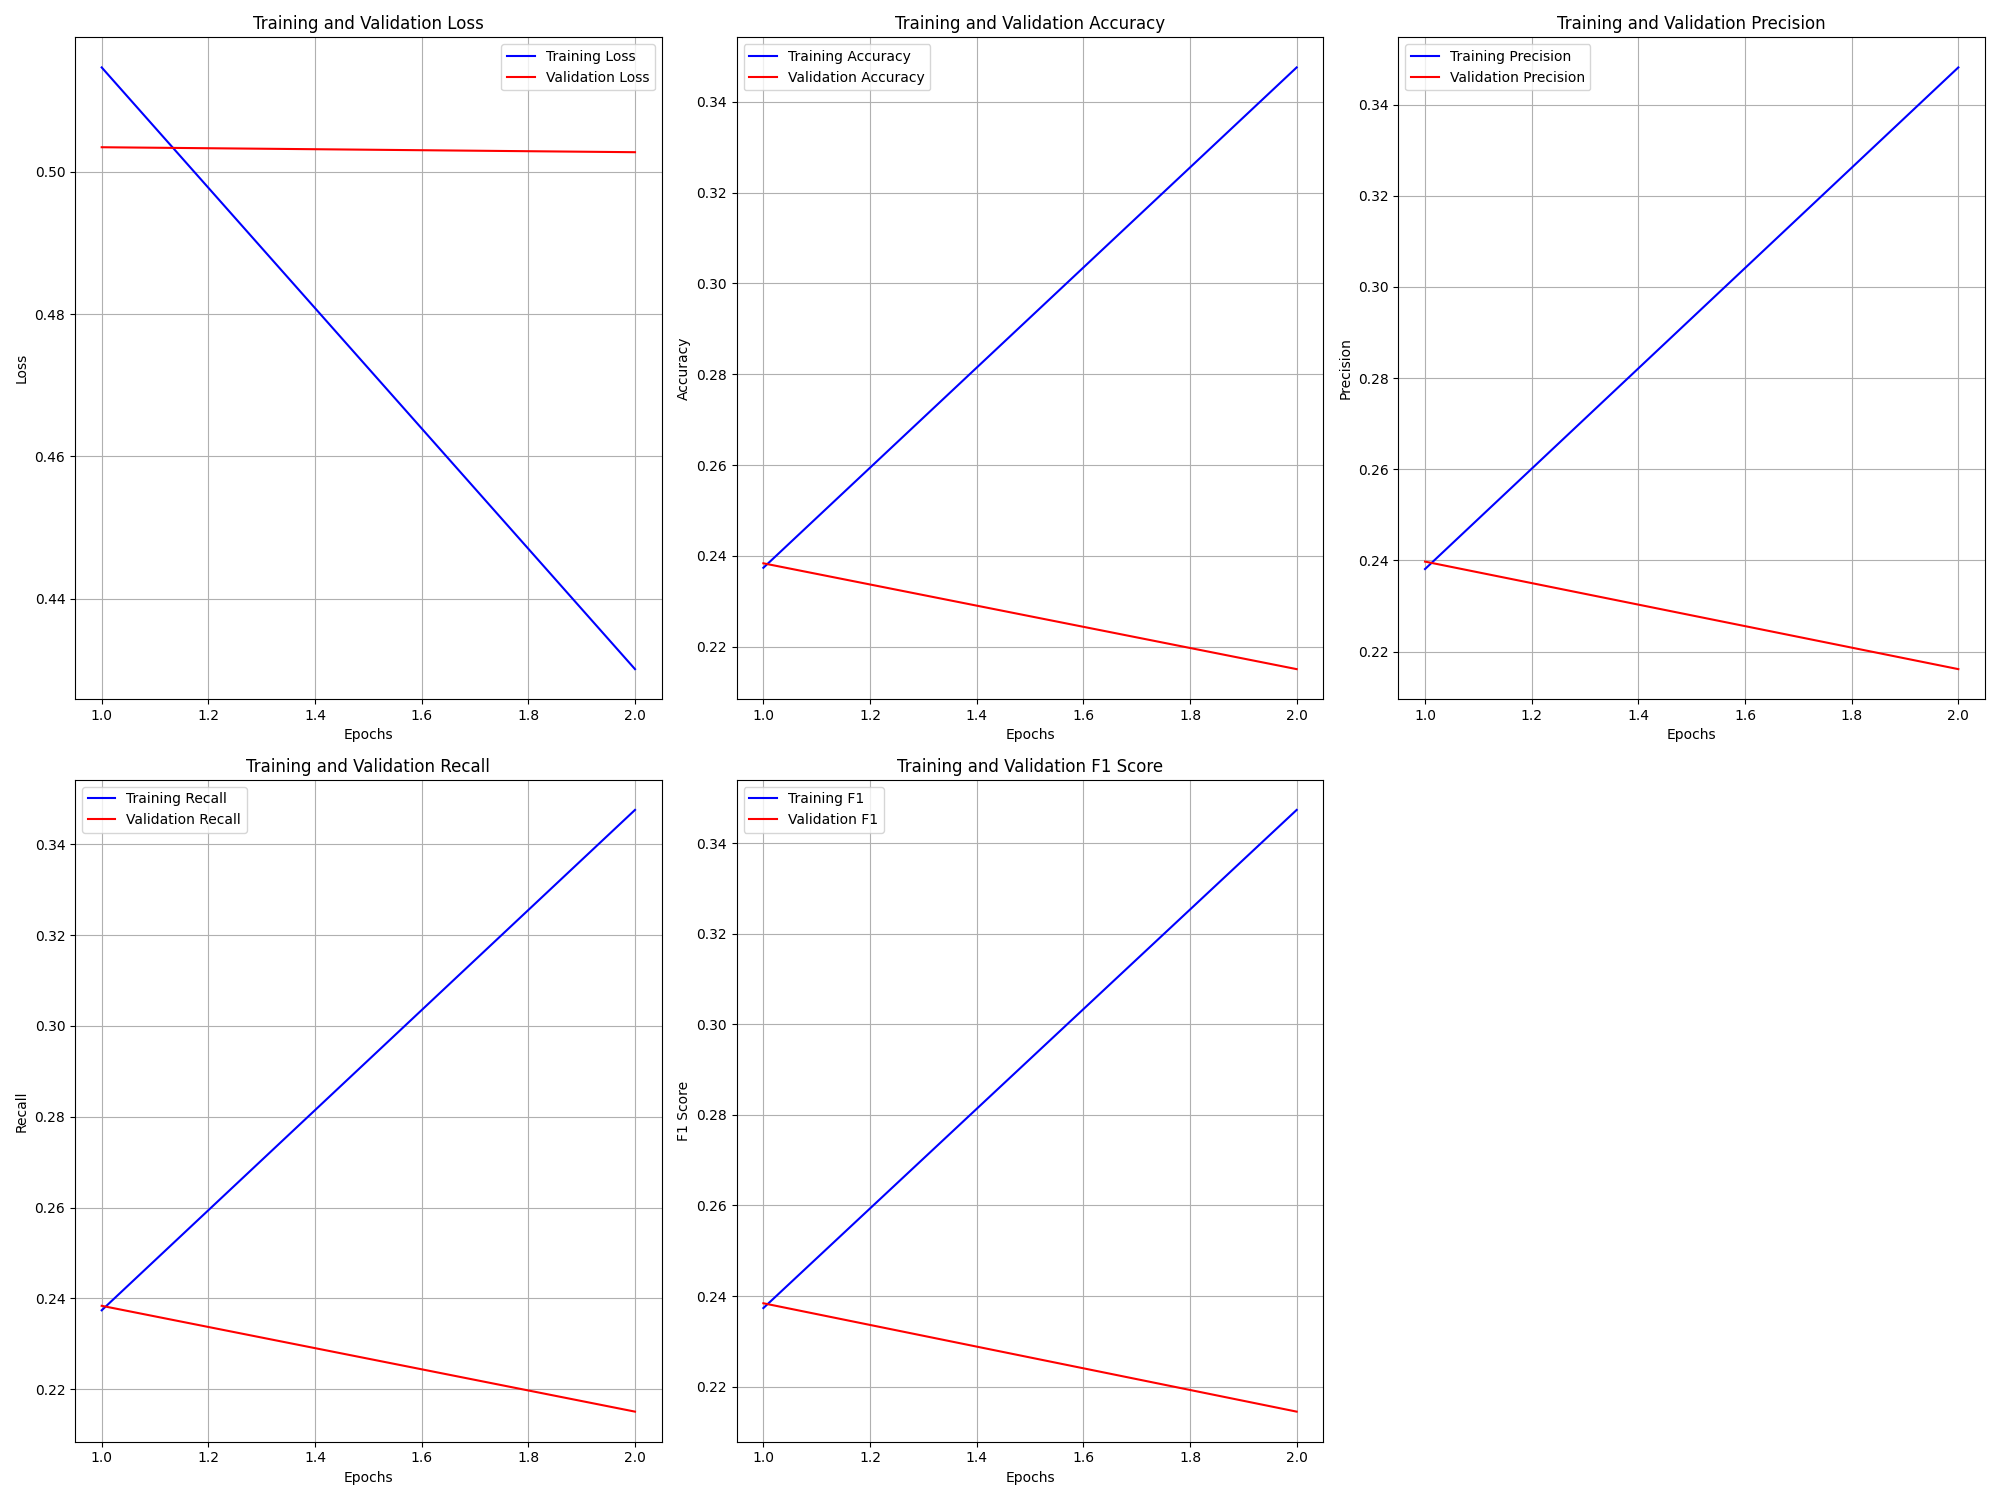 Training and Validation Loss
Training Loss
Validation Loss
0.50
0.48
0.46
0.44
Loss
1.0 1.2 1.4 1.6 1.8 2.0
Epochs
Training and Validation Accuracy
Training Accuracy
Validation Accuracy
0.34
0.32
0.30
0.28
0.26
0.24
0.22
Accuracy
1.0 1.2 1.4 1.6 1.8 2.0
Epochs
Training and Validation Precision
Training Precision
Validation Precision
0.34
0.32
0.30
0.28
0.26
0.24
0.22
Precision
1.0 1.2 1.4 1.6 1.8 2.0
Epochs
Training and Validation Recall
Training Recall
Validation Recall
0.34
0.32
0.30
0.28
0.26
0.24
0.22
Recall
1.0 1.2 1.4 1.6 1.8 2.0
Epochs
Training and Validation F1 Score
Training F1
Validation F1
0.34
0.32
0.30
0.28
0.26
0.24
0.22
F1 Score
1.0 1.2 1.4 1.6 1.8 2.0
Epochs